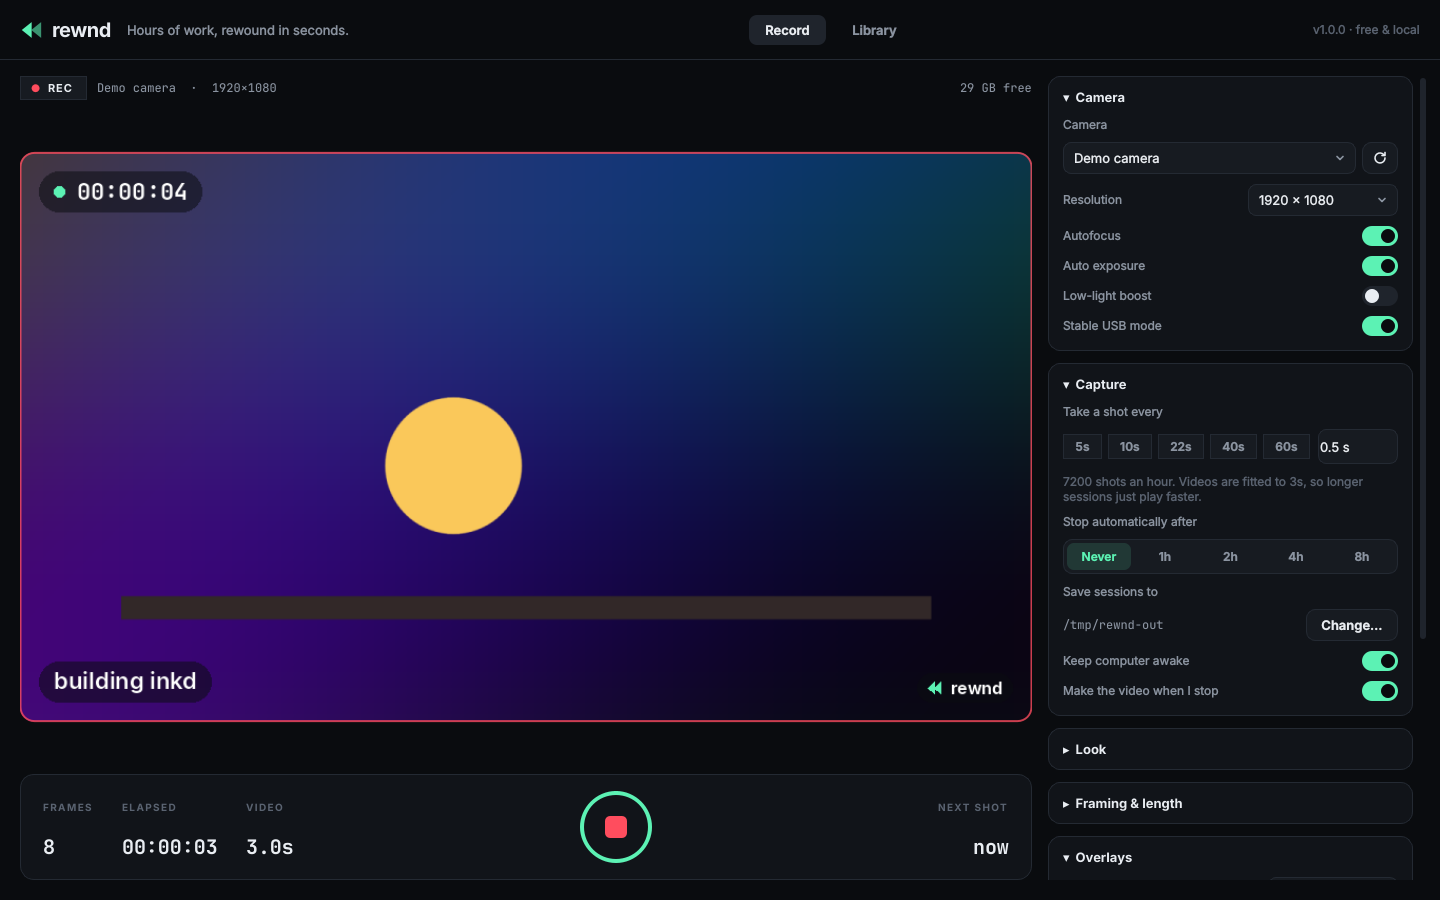 rewnd Hours of work, rewound in seconds. Record Library v1.0.0 · free & local
REC Demo camera · 1920×1080 29 GB free
00:00:04
building inkd
rewnd
FRAMES ELAPSED VIDEO NEXT SHOT
8 00:00:03 3.0s now
Camera
Camera
Demo camera
Resolution 1920 × 1080
Autofocus
Auto exposure
Low-light boost
Stable USB mode
Capture
Take a shot every
5s 10s 22s 40s 60s 0.5 s
7200 shots an hour. Videos are fitted to 3s, so longer
sessions just play faster.
Stop automatically after
Never 1h 2h 4h 8h
Save sessions to
/tmp/rewnd-out Change...
Keep computer awake
Make the video when I stop
Look
Framing & length
Overlays